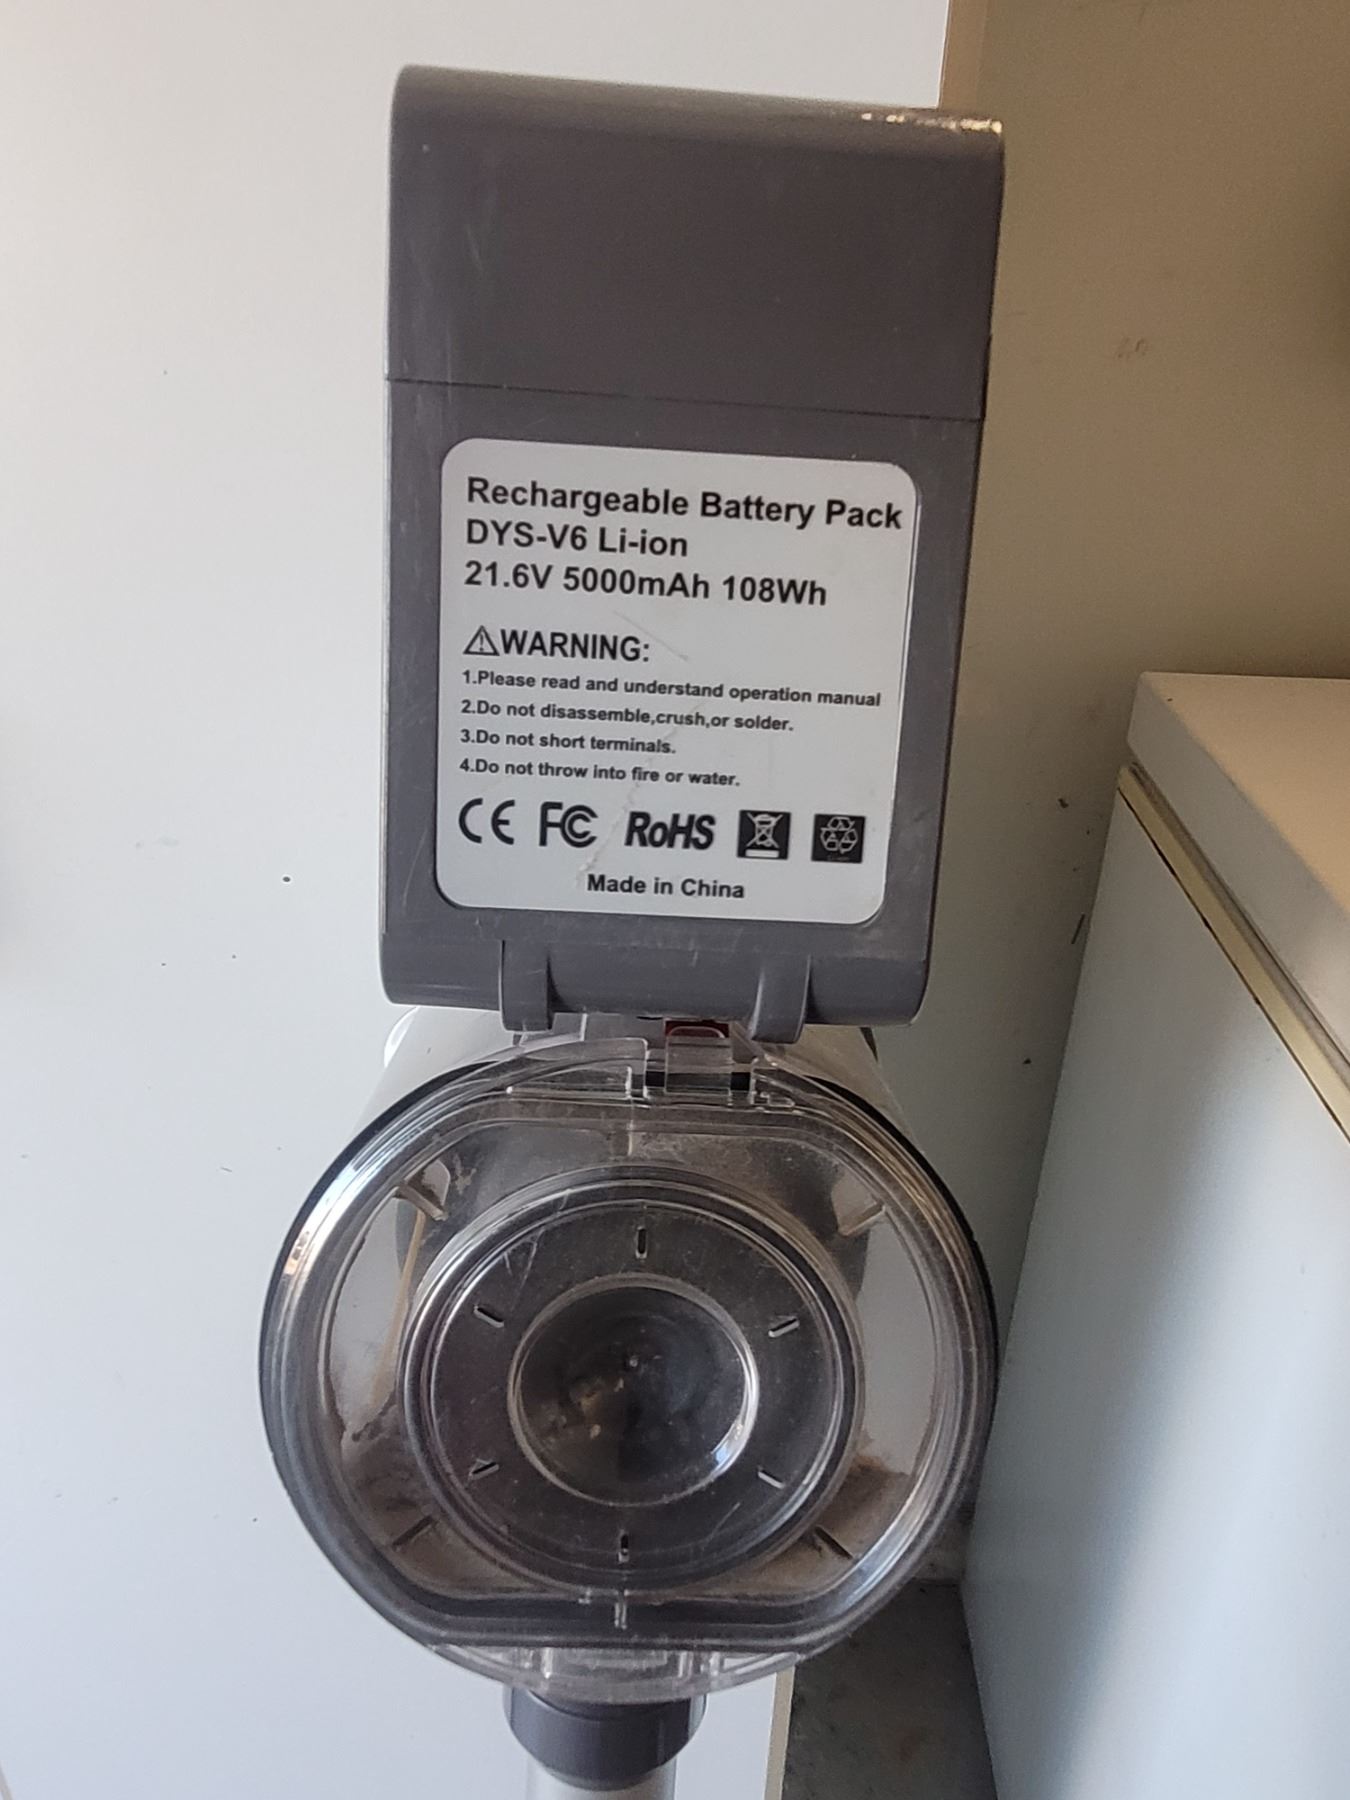 Rechargeable Battery Pack
DYS-V6 Li-ion
21.6V 5000mAh 108Wh
⚠WARNING:
1.Please read and understand operation manual
2.Do not disassemble,crush,or solder.
3.Do not short terminals.
4.Do not throw into fire or water.
CE FC RoHS
Made in China